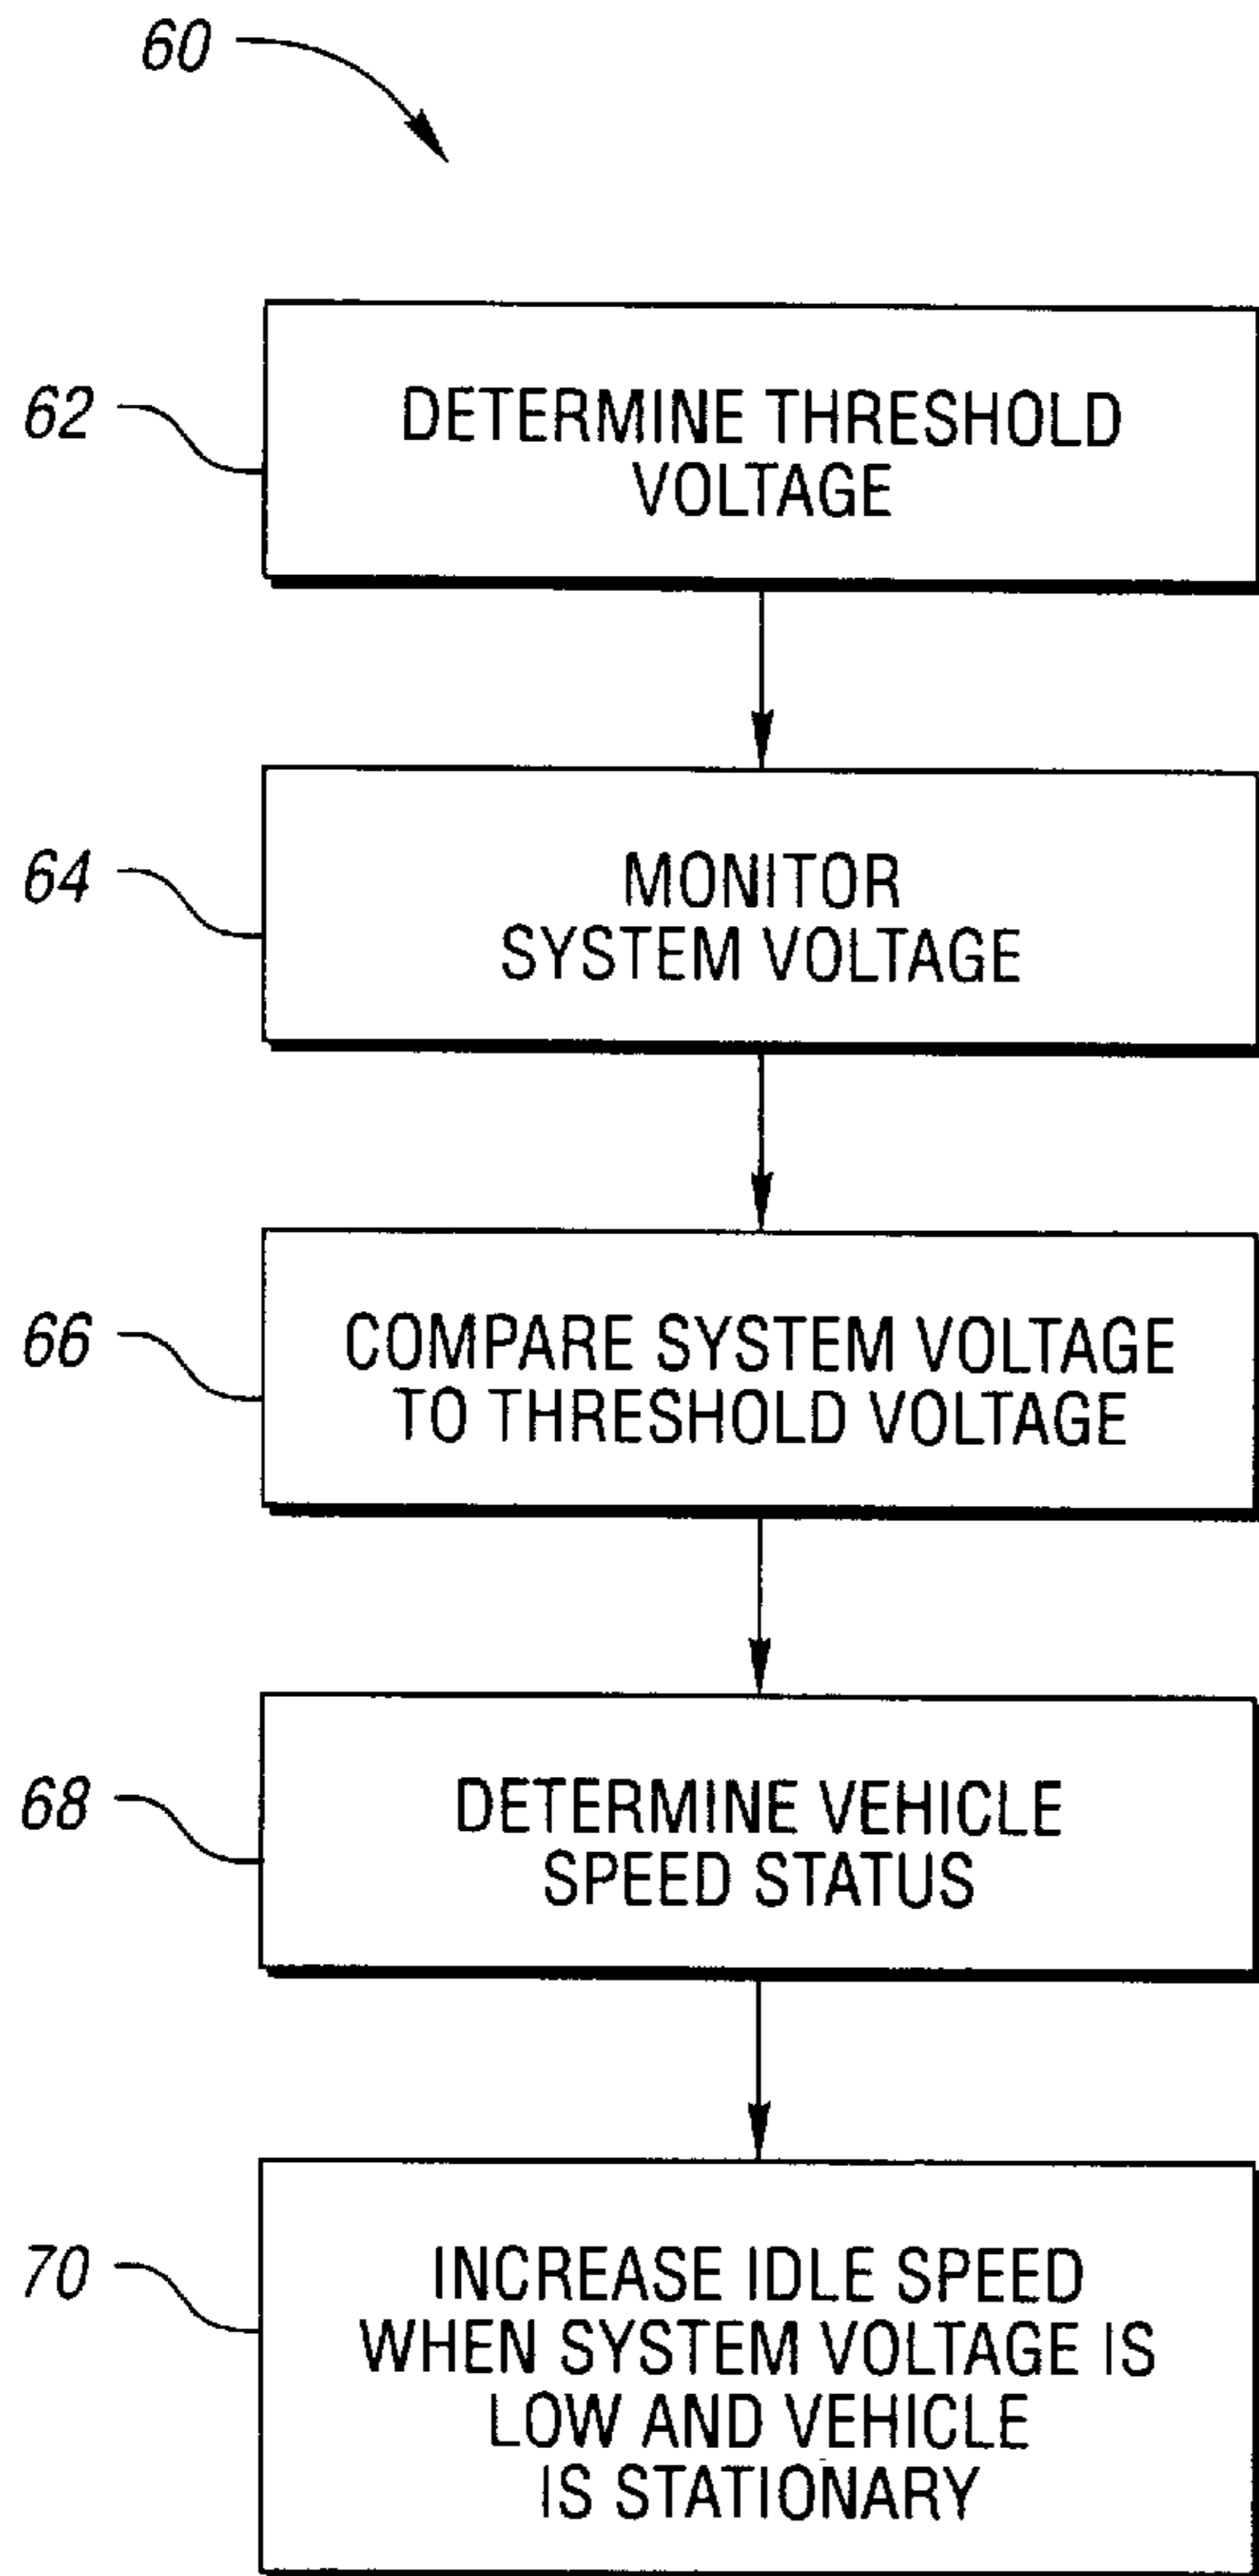 60
62
DETERMINE THRESHOLD
VOLTAGE
64
MONITOR
SYSTEM VOLTAGE
66
COMPARE SYSTEM VOLTAGE
TO THRESHOLD VOLTAGE
68
DETERMINE VEHICLE
SPEED STATUS
70
INCREASE IDLE SPEED
WHEN SYSTEM VOLTAGE IS
LOW AND VEHICLE
IS STATIONARY